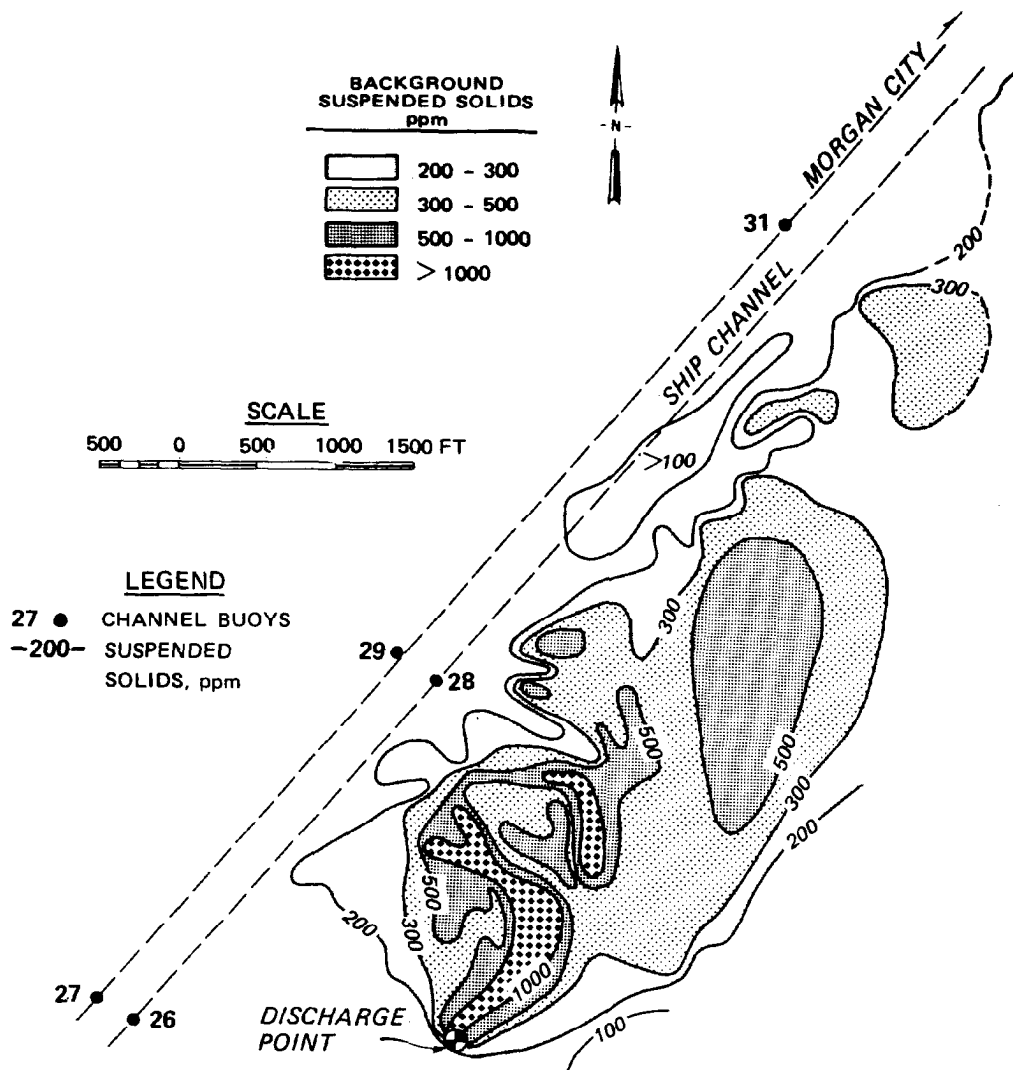 BACKGROUND
SUSPENDED SOLIDS
ppm
200 - 300
300 - 500
500 - 1000
> 1000
- N -
MORGAN CITY
31
SHIP CHANNEL
200
300
>100
SCALE
500 0 500 1000 1500 FT
LEGEND
27 ● CHANNEL BUOYS
-200- SUSPENDED
SOLIDS, ppm
29
28
300
500
500
300
200
500
200
300
1000
27
26
DISCHARGE
POINT
100